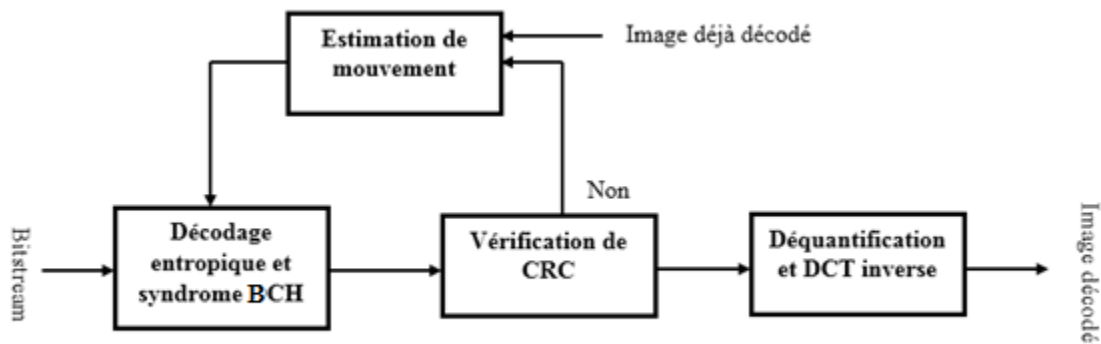 Estimation de
mouvement
Image déjà décodé
Non
Bitstream
Décodage
entropique et
syndrome BCH
Vérification de
CRC
Déquantification
et DCT inverse
Image décodé